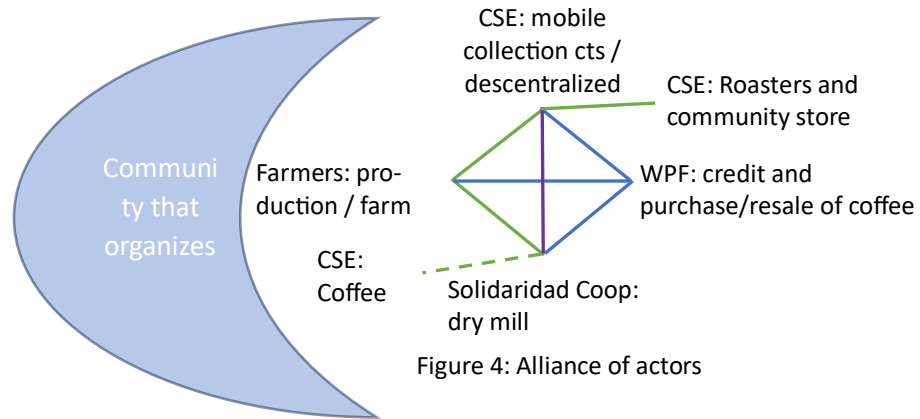 CSE: mobile
collection cts /
descentralized
CSE: Roasters and
community store
Communi
ty that
organizes
Farmers: pro-
duction / farm
WPF: credit and
purchase/resale of coffee
CSE:
Coffee
Solidaridad Coop:
dry mill
Figure 4: Alliance of actors